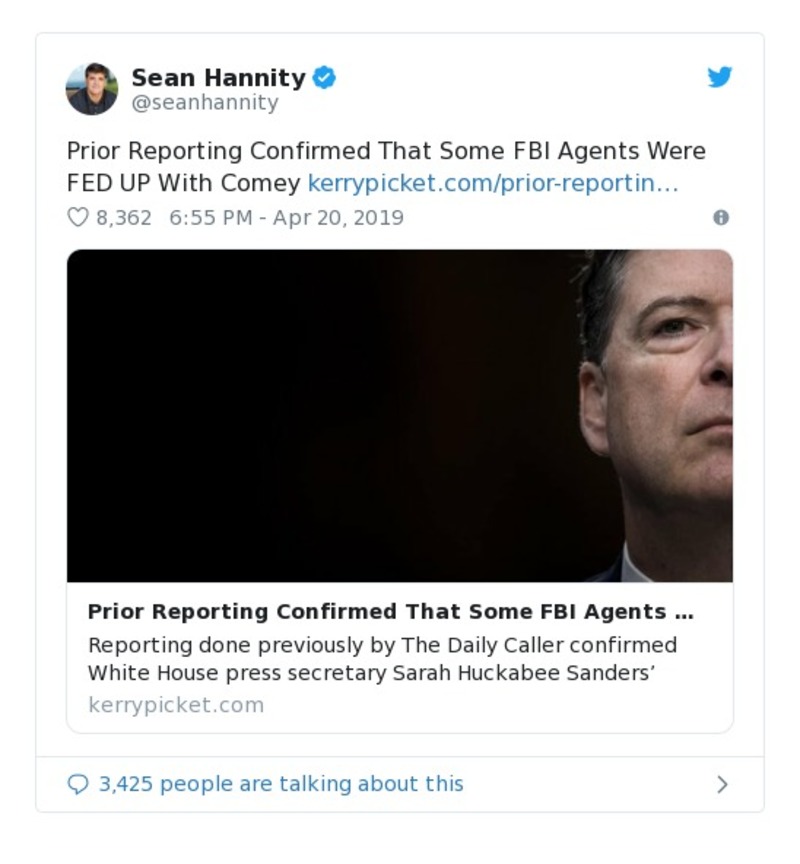 Sean Hannity
@seanhannity
Prior Reporting Confirmed That Some FBI Agents Were
FED UP With Comey kerrypicket.com/prior-reportin…
8,362 6:55 PM - Apr 20, 2019
Prior Reporting Confirmed That Some FBI Agents …
Reporting done previously by The Daily Caller confirmed
White House press secretary Sarah Huckabee Sanders’
kerrypicket.com
3,425 people are talking about this